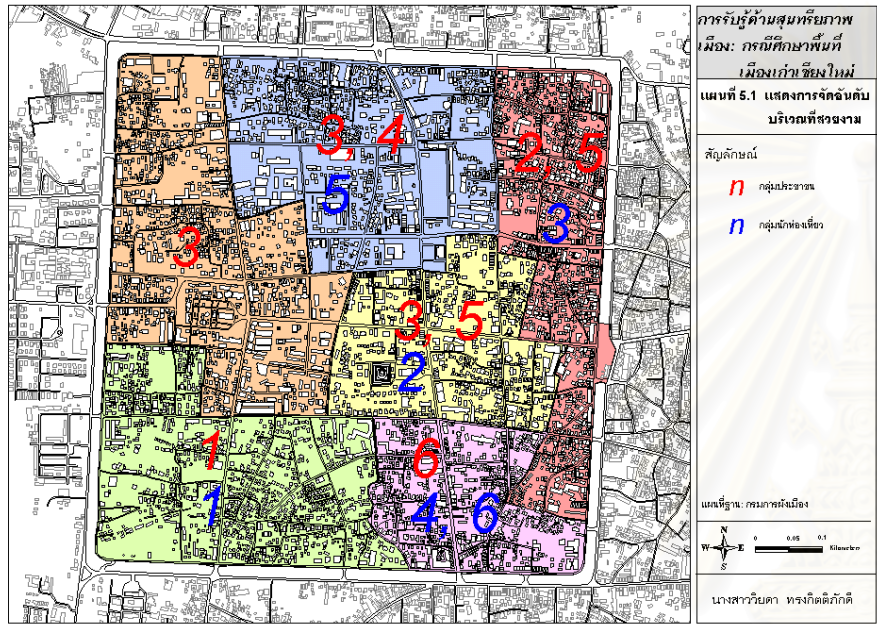 การรับรู้ด้านสุนทรียภาพ
เมือง: กรณีศึกษาพื้นที่
เมืองเก่าเชียงใหม่
แผนที่ 5.1 แสดงการจัดอันดับ
บริเวณที่สวยงาม
สัญลักษณ์
n กลุ่มประชาชน
n กลุ่มนักท่องเที่ยว
3, 4
2, 5
5
3
3
3, 5
2
1
6
1
4, 6
แผนที่ฐาน: กรมการผังเมือง
N
W E
S
0 0.05 0.1
Kilometers
นางสาววิยดา ทรงกิตติภักดี